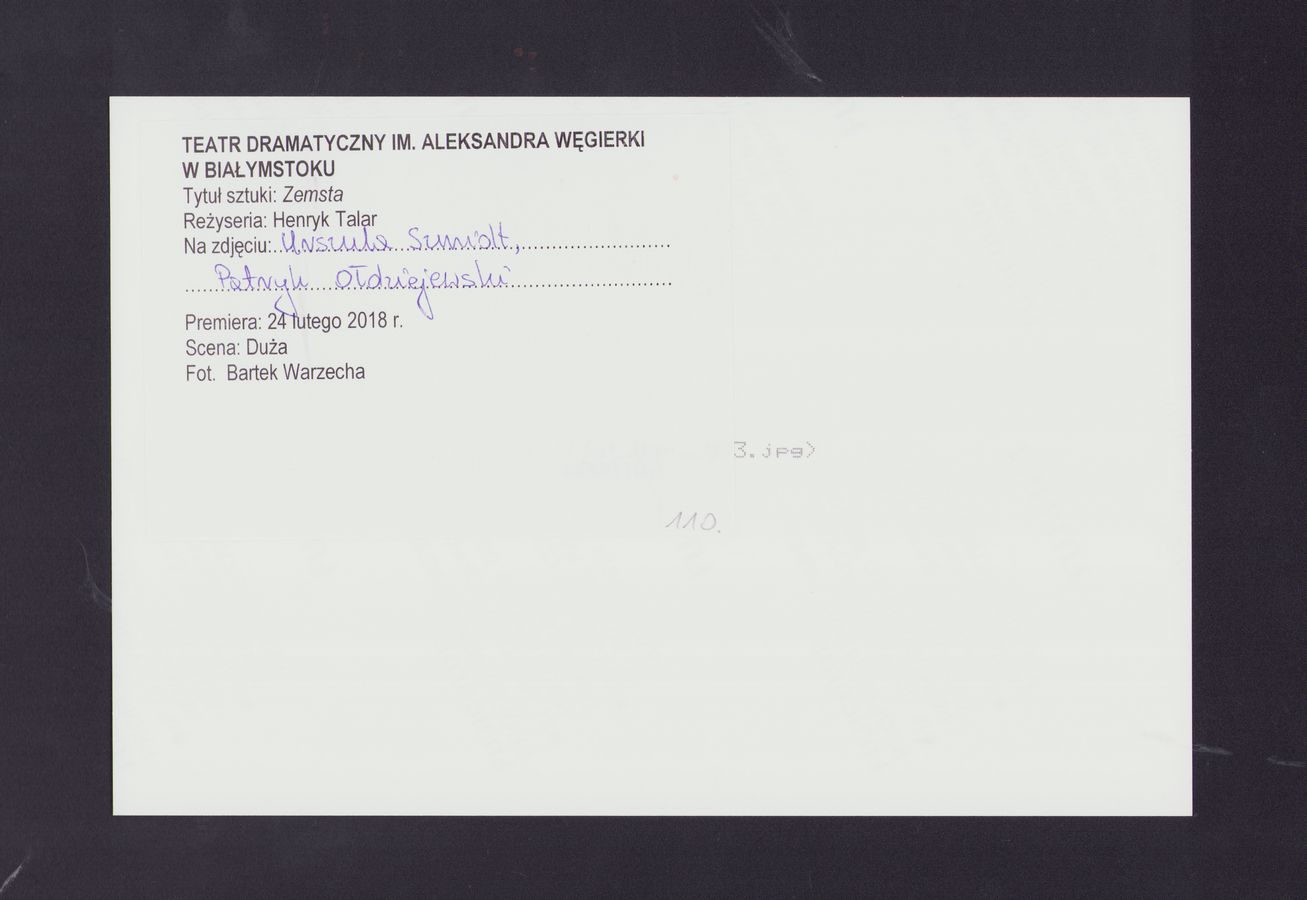 TEATR DRAMATYCZNY IM. ALEKSANDRA WĘGIERKI
W BIAŁYMSTOKU
Tytuł sztuki: Zemsta
Reżyseria: Henryk Talar
Na zdjęciu: Urszula Szmidt,
Patryk Ołdziejewski
Premiera: 24 lutego 2018 r.
Scena: Duża
Fot. Bartek Warzecha
3.jpg)
110.